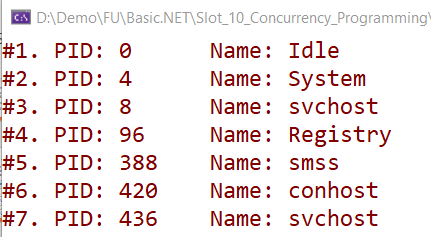 D:\Demo\FU\Basic.NET\Slot_10_Concurrency_Programming\
#1. PID: 0 Name: Idle
#2. PID: 4 Name: System
#3. PID: 8 Name: svchost
#4. PID: 96 Name: Registry
#5. PID: 388 Name: smss
#6. PID: 420 Name: conhost
#7. PID: 436 Name: svchost